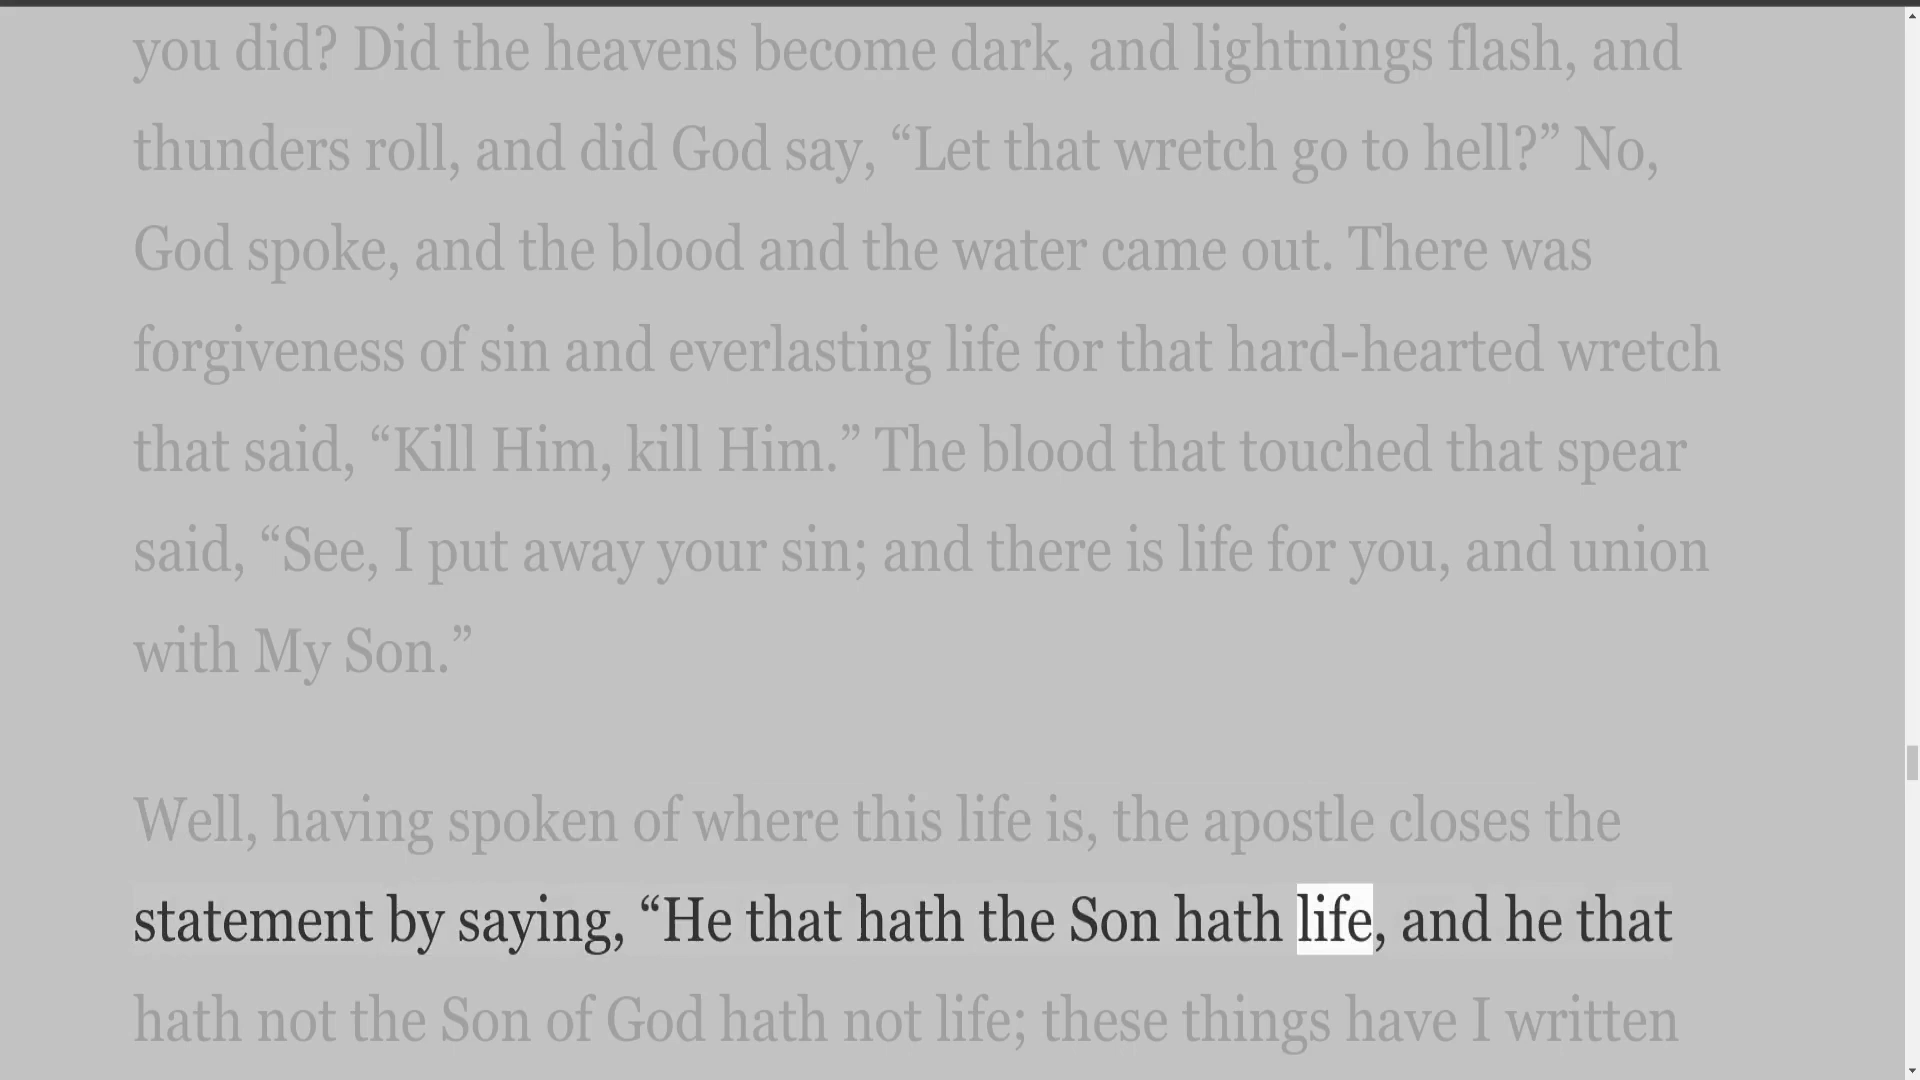 you did? Did the heavens become dark, and lightnings flash, and
thunders roll, and did God say, “Let that wretch go to hell?” No,
God spoke, and the blood and the water came out. There was
forgiveness of sin and everlasting life for that hard-hearted wretch
that said, “Kill Him, kill Him.” The blood that touched that spear
said, “See, I put away your sin; and there is life for you, and union
with My Son.”
Well, having spoken of where this life is, the apostle closes the
statement by saying, “He that hath the Son hath life, and he that
hath not the Son of God hath not life; these things have I written